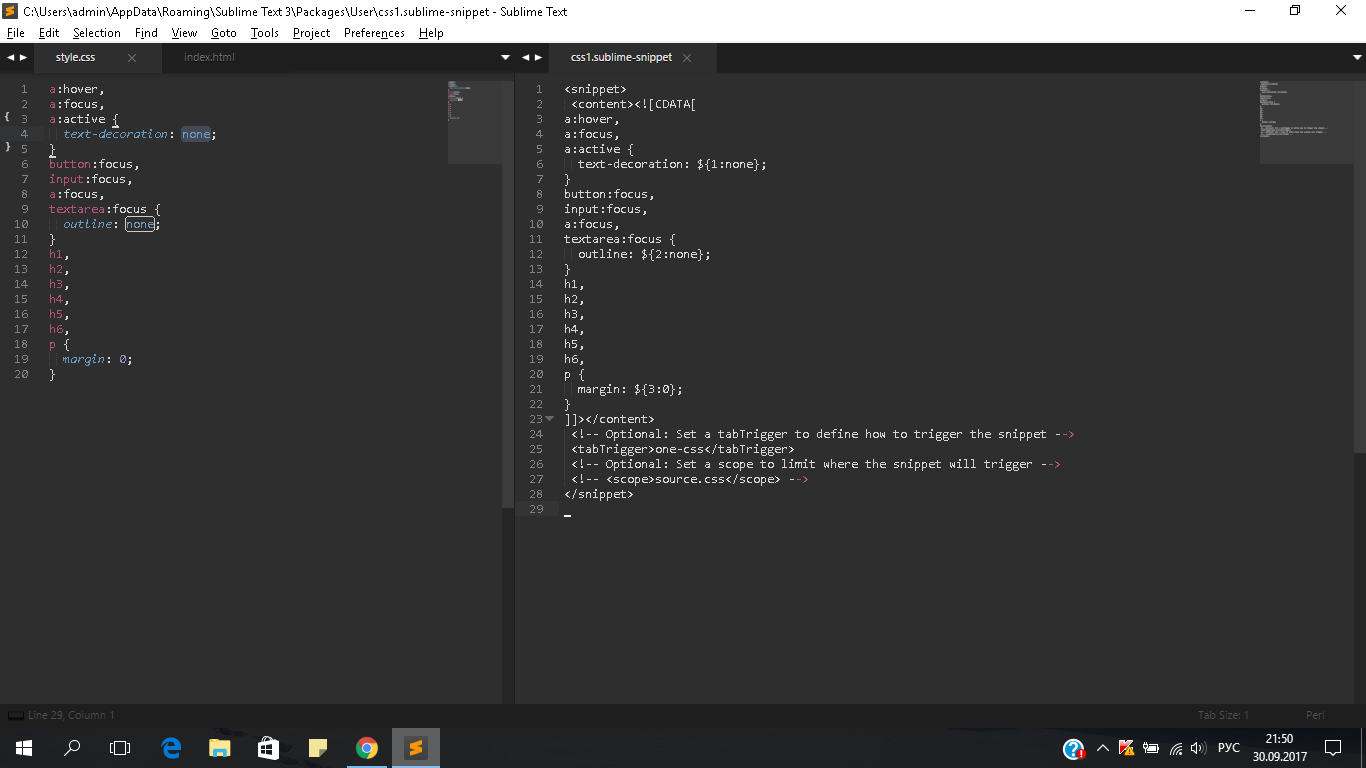 C:\Users\admin\AppData\Roaming\Sublime Text 3\Packages\User\css1.sublime-snippet - Sublime Text
File Edit Selection Find View Goto Tools Project Preferences Help
style.css index.html
1 a:hover,
2 a:focus,
3 a:active {
4 text-decoration: none;
5 }
6 button:focus,
7 input:focus,
8 a:focus,
9 textarea:focus {
10 outline: none;
11 }
12 h1,
13 h2,
14 h3,
15 h4,
16 h5,
17 h6,
18 p {
19 margin: 0;
20 }
css1.sublime-snippet
1 <snippet>
2 <content><![CDATA[
3 a:hover,
4 a:focus,
5 a:active {
6 text-decoration: ${1:none};
7 }
8 button:focus,
9 input:focus,
10 a:focus,
11 textarea:focus {
12 outline: ${2:none};
13 }
14 h1,
15 h2,
16 h3,
17 h4,
18 h5,
19 h6,
20 p {
21 margin: ${3:0};
22 }
23 ]]></content>
24 <!-- Optional: Set a tabTrigger to define how to trigger the snippet -->
25 <tabTrigger>one-css</tabTrigger>
26 <!-- Optional: Set a scope to limit where the snippet will trigger -->
27 <!-- <scope>source.css</scope> -->
28 </snippet>
29
Line 29, Column 1 Tab Size: 1 Perl
РУС 21:50
30.09.2017